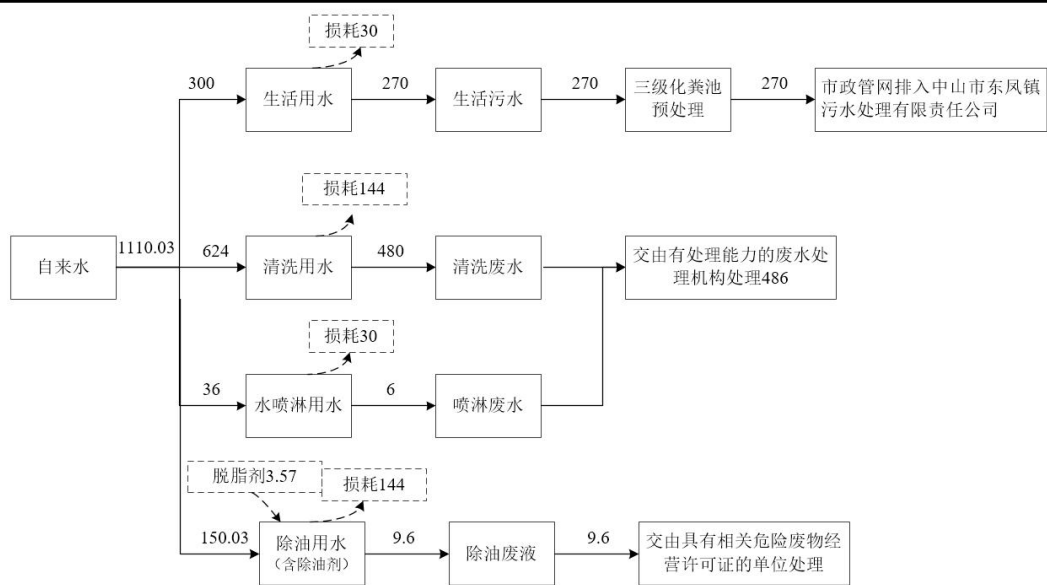 损耗30
300
生活用水
270
生活污水
270
三级化粪池
预处理
270
市政管网排入中山市东凤镇
污水处理有限责任公司
损耗144
自来水
1110.03
624
清洗用水
480
清洗废水
交由有处理能力的废水处
理机构处理486
损耗30
36
水喷淋用水
6
喷淋废水
脱脂剂3.57
损耗144
150.03
除油用水
（含除油剂）
9.6
除油废液
9.6
交由具有相关危险废物经
营许可证的单位处理